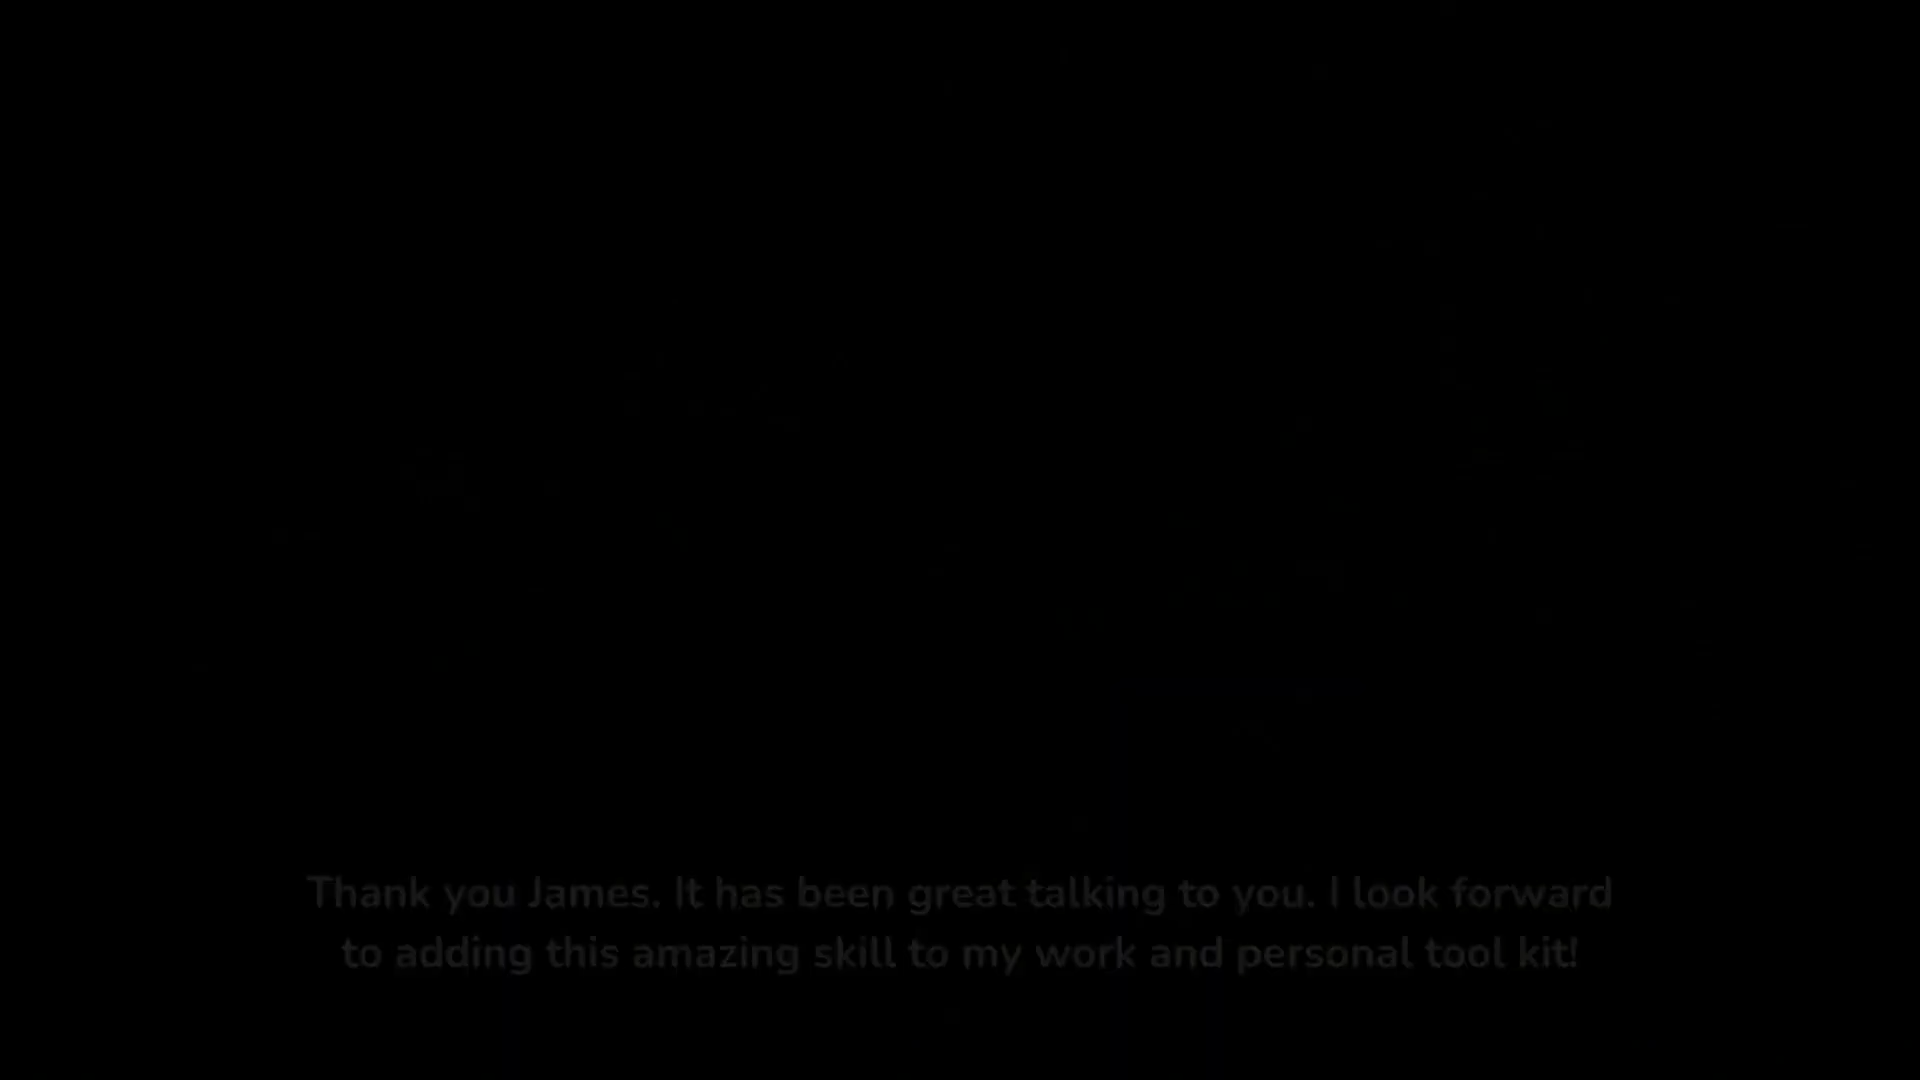 Thank you James. It has been great talking to you. I look forward
to adding this amazing skill to my work and personal tool kit!